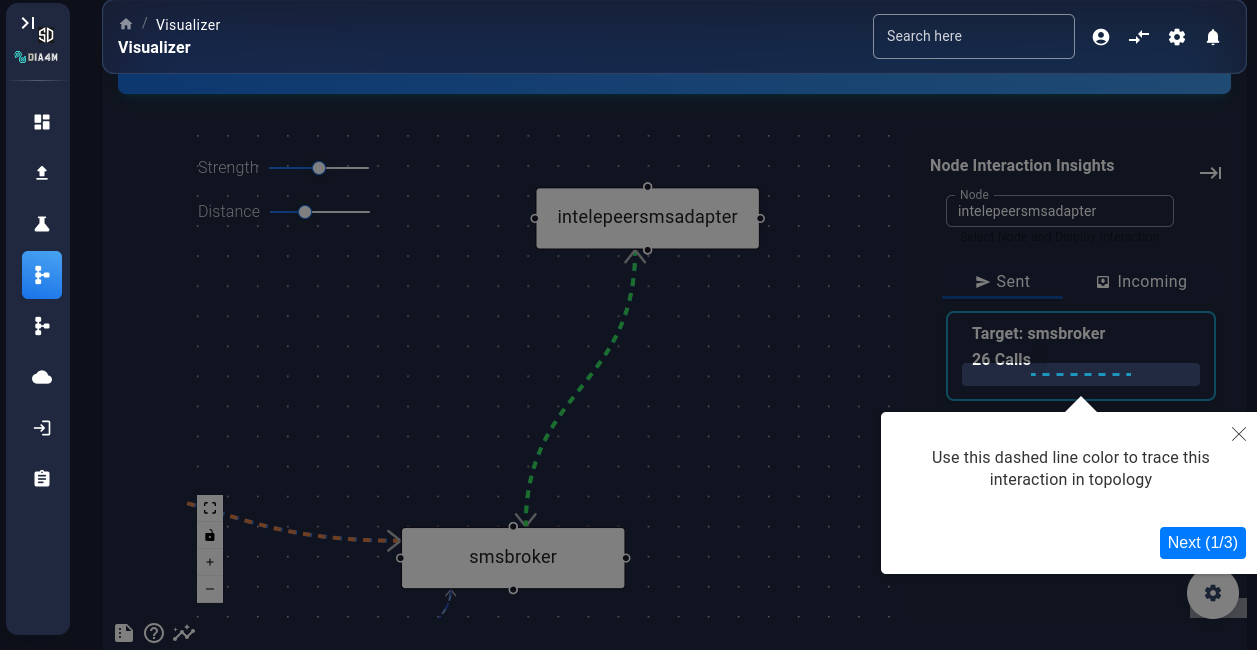 SD
DIA4M
/ Visualizer
Visualizer
Search here
Strength
Distance
intelepeersmsadapter
smsbroker
Node Interaction Insights
Node
intelepeersmsadapter
Select Node and Display Interaction
Sent
Incoming
Target: smsbroker
26 Calls
Use this dashed line color to trace this
interaction in topology
Next (1/3)